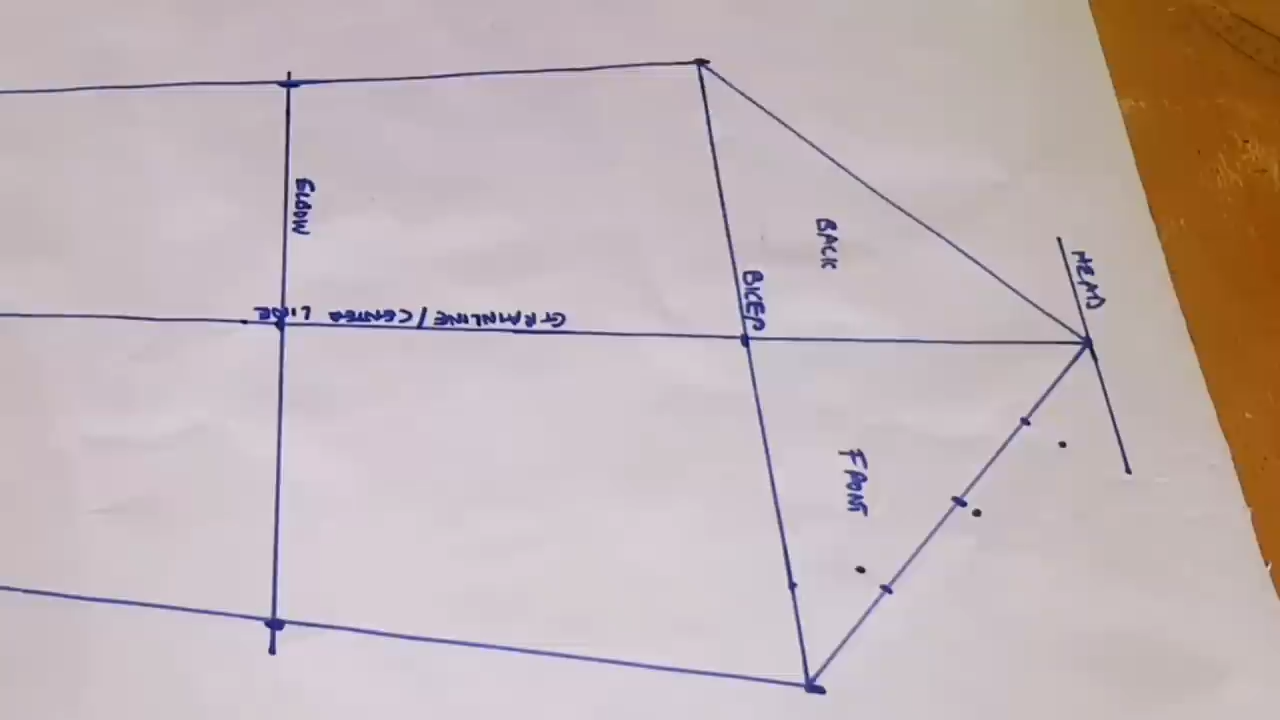 HEAD
BACK
FRONT
BICEP
GRAINLINE/CENTER LINE
ELBOW